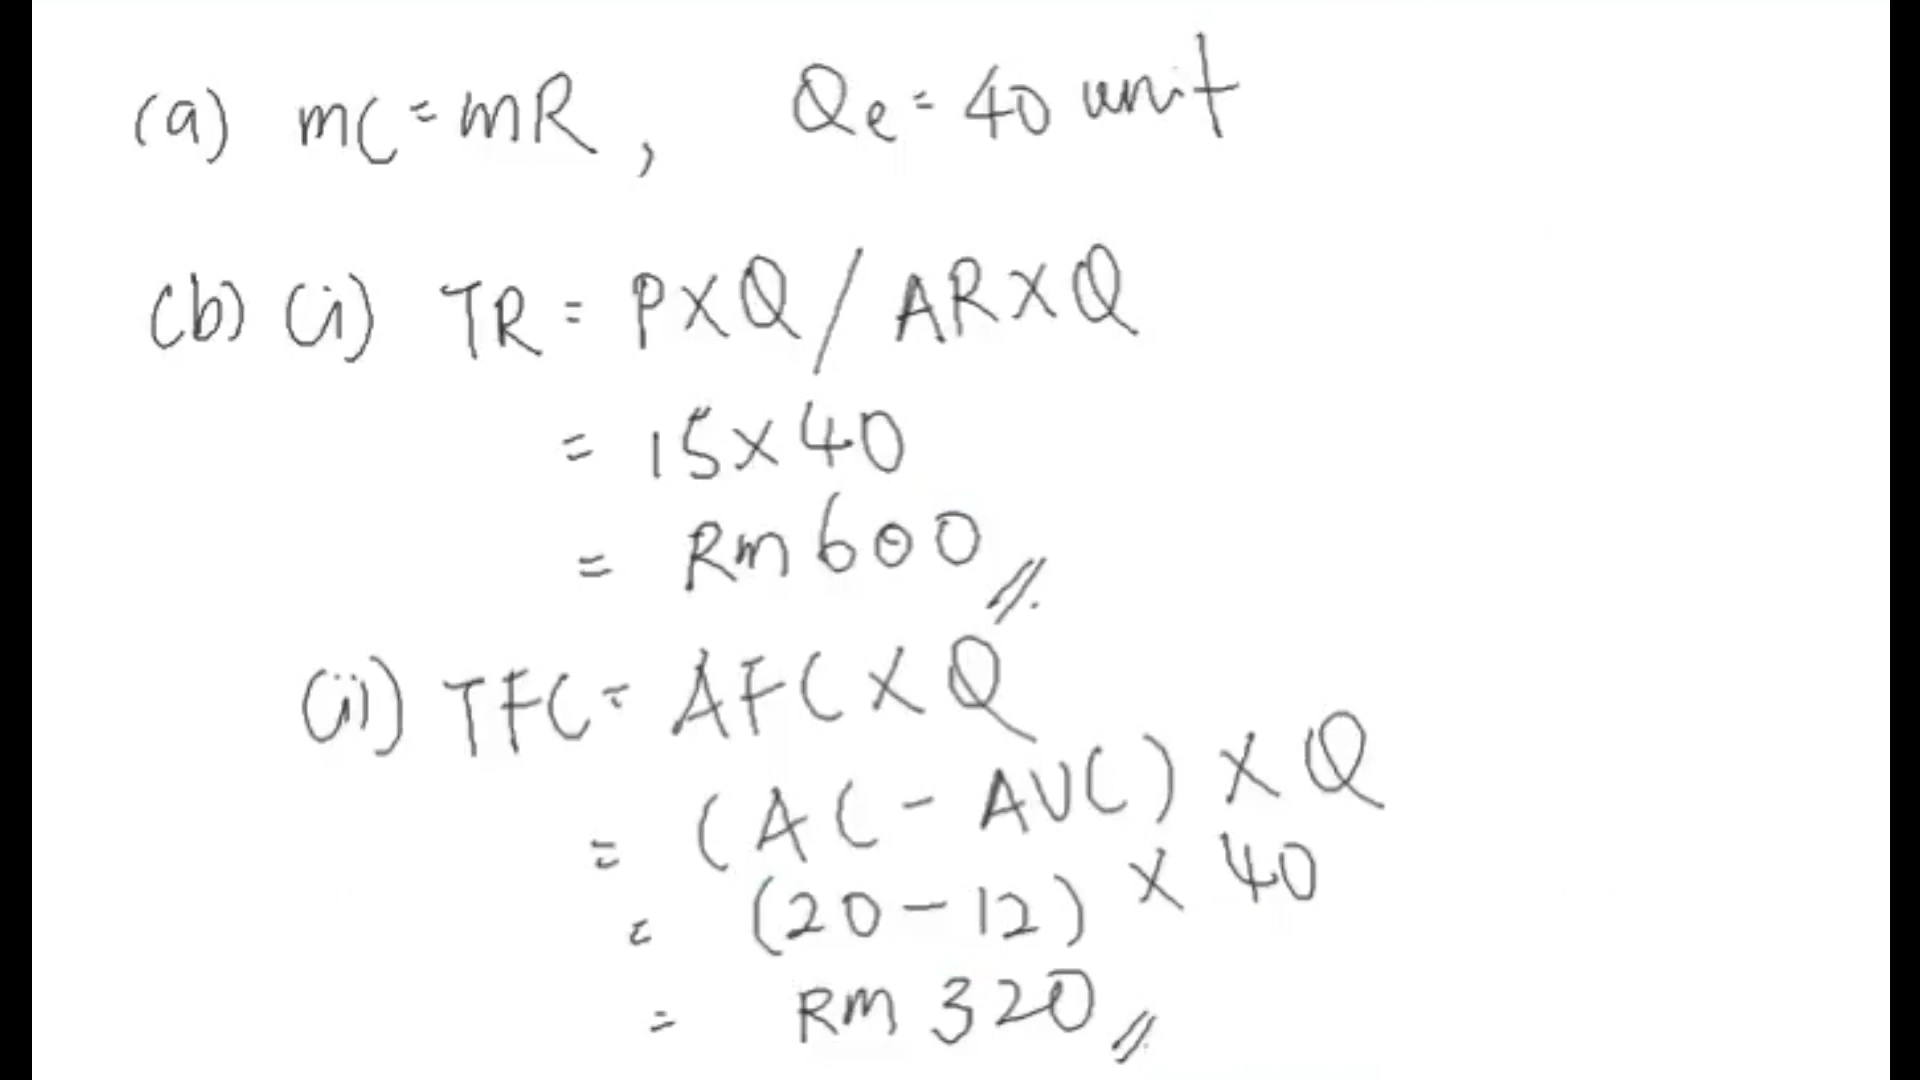 (a) mC = mR, Qe = 40 unit
(b) (i) TR = P X Q / AR X Q
= 15 x 40
= Rm 600 //.
(ii) TFC = AFC X Q
= (AC - AVC) X Q
= (20 - 12) X 40
= Rm 320 //.